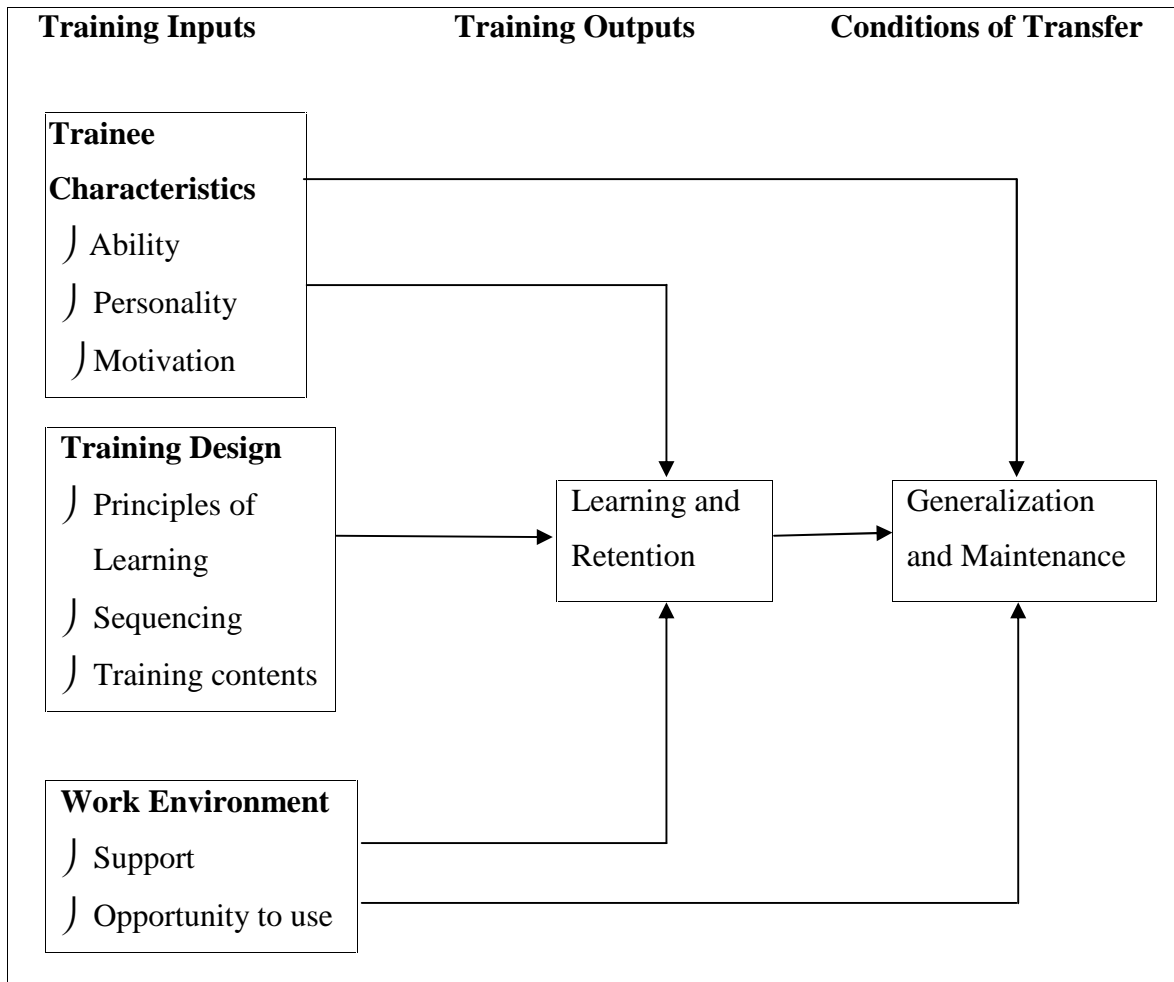 Training Inputs
Training Outputs
Conditions of Transfer
Trainee
Characteristics
Ability
Personality
Motivation
Training Design
Principles of
Learning
Sequencing
Training contents
Work Environment
Support
Opportunity to use
Learning and
Retention
Generalization
and Maintenance